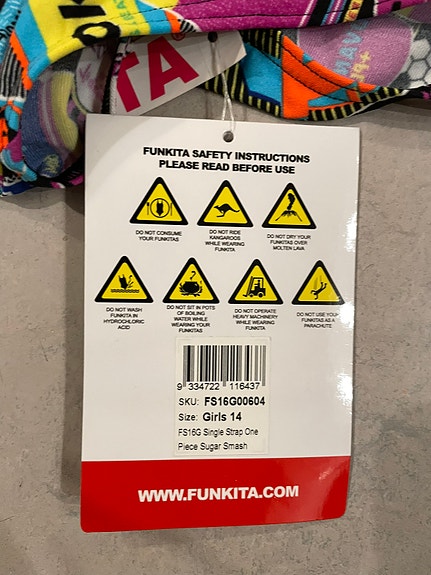 TA
FUNKITA SAFETY INSTRUCTIONS
PLEASE READ BEFORE USE
DO NOT CONSUME
YOUR FUNKITAS
DO NOT RIDE
KANGAROOS
WHILE WEARING
FUNKITA
DO NOT DRY YOUR
FUNKITAS OVER
MOLTEN LAVA
DO NOT WASH
FUNKITA IN
HYDROCHLORIC
ACID
DO NOT SIT IN POTS
OF BOILING
WATER WHILE
WEARING YOUR
FUNKITAS
DO NOT OPERATE
HEAVY MACHINERY
WHILE WEARING
FUNKITA
DO NOT USE YOUR
FUNKITAS AS A
PARACHUTE
9 334722 116437
SKU: FS16G00604
Size: Girls 14
FS16G Single Strap One
Piece Sugar Smash
WWW.FUNKITA.COM